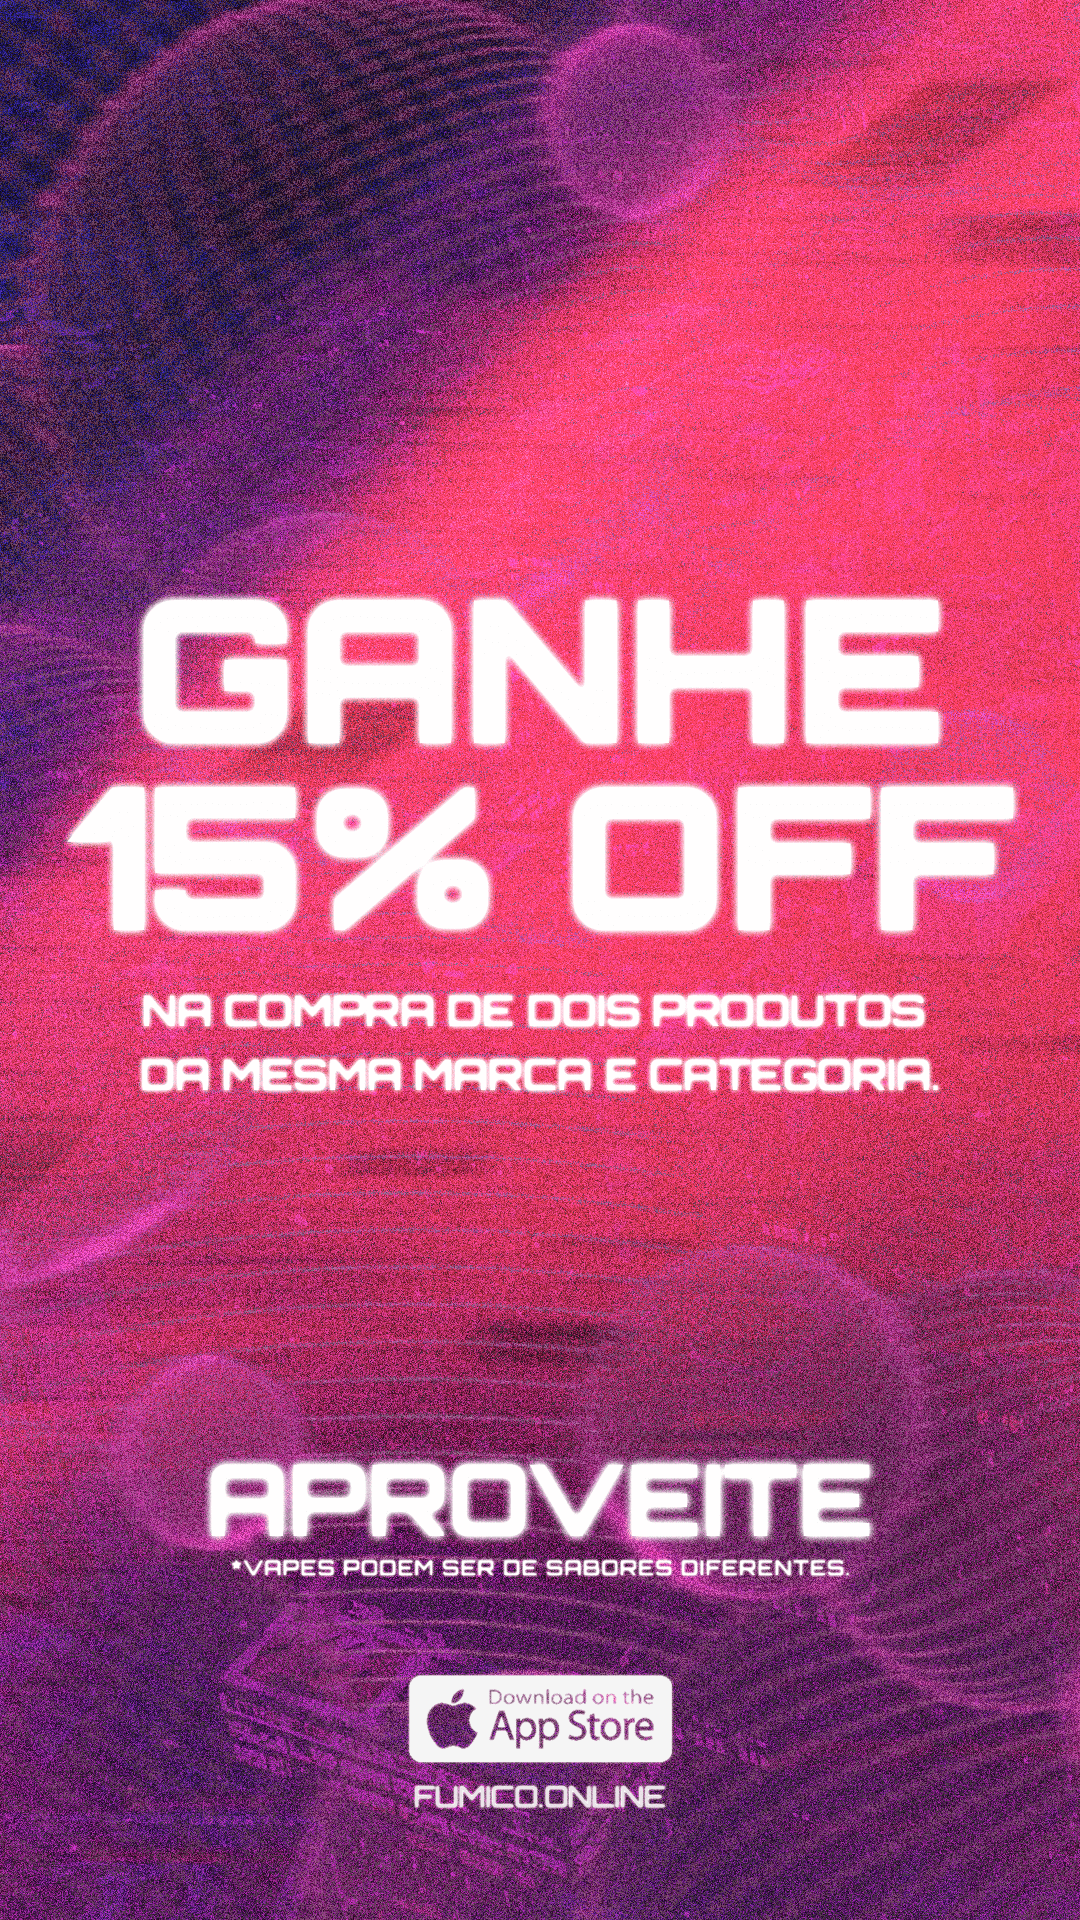 GANHE
15% OFF
NA COMPRA DE DOIS PRODUTOS
DA MESMA MARCA E CATEGORIA.
APROVEITE
*VAPES PODEM SER DE SABORES DIFERENTES.
Download on the
App Store
FUMICO.ONLINE